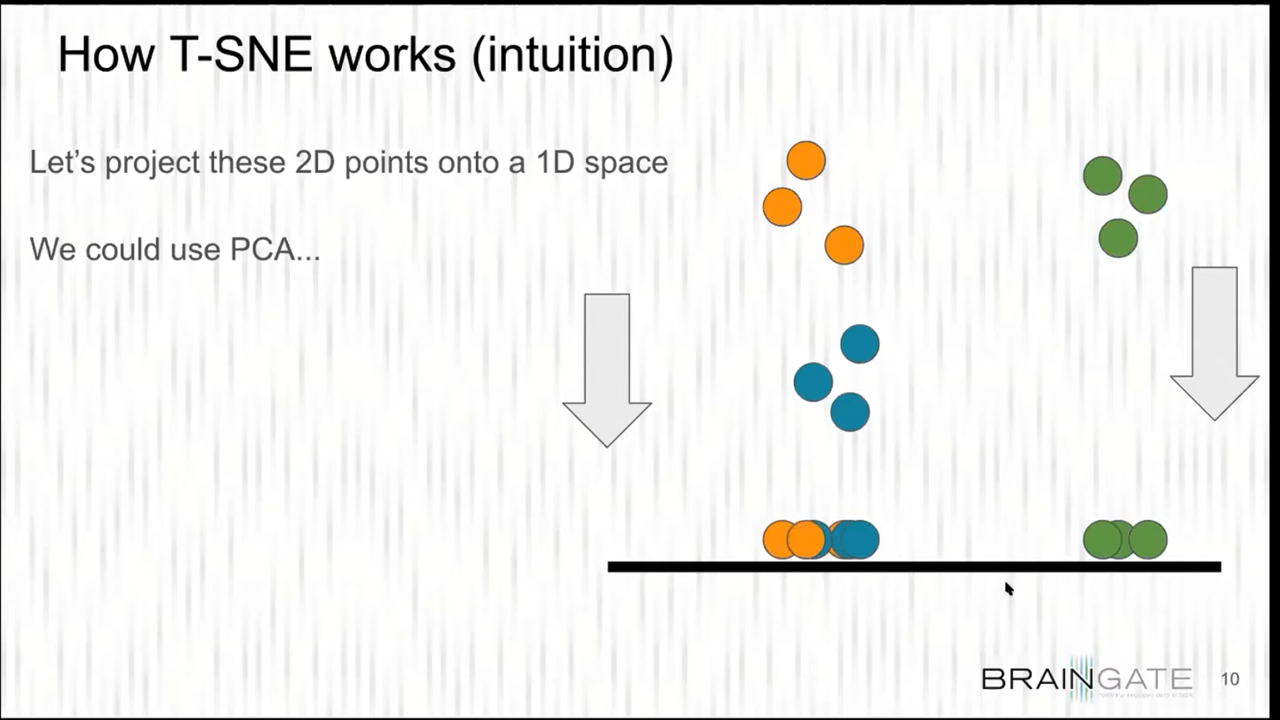 How T-SNE works (intuition)
Let's project these 2D points onto a 1D space
We could use PCA...
BRAINGATE
10